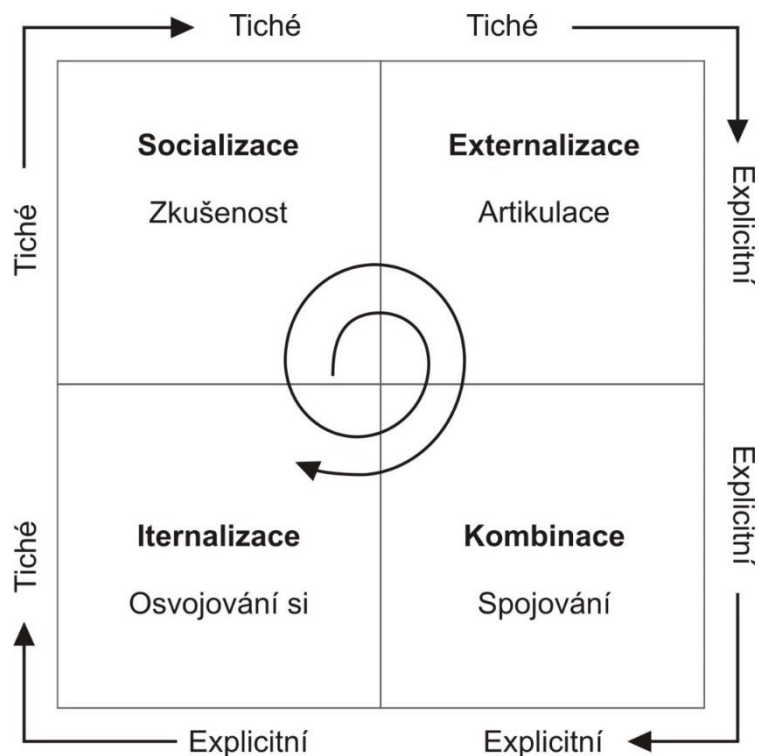 Tiché Tiché
Socializace
Zkušenost
Externalizace
Artikulace
Tiché
Explicitní
Iternalizace
Osvojování si
Kombinace
Spojování
Tiché
Explicitní
Explicitní
Explicitní